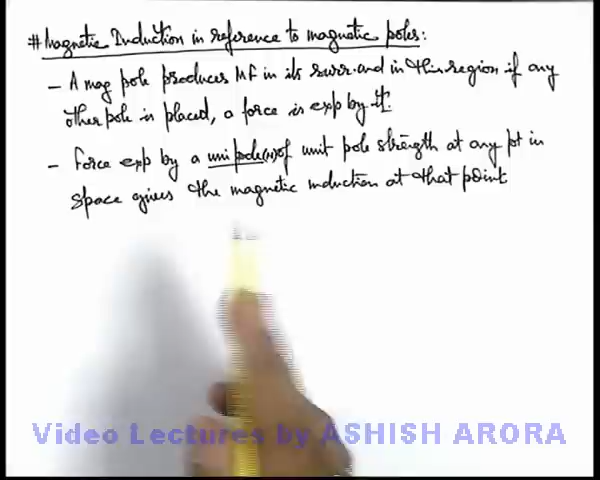 # Magnetic Induction in reference to magnetic poles:
- A mag pole produces MF in its surr. and in this region if any
other pole is placed, a force is exp by it.
- Force exp by a unipole(N) of unit pole strength at any pt in
space gives the magnetic induction at that point
Video Lectures by ASHISH ARORA